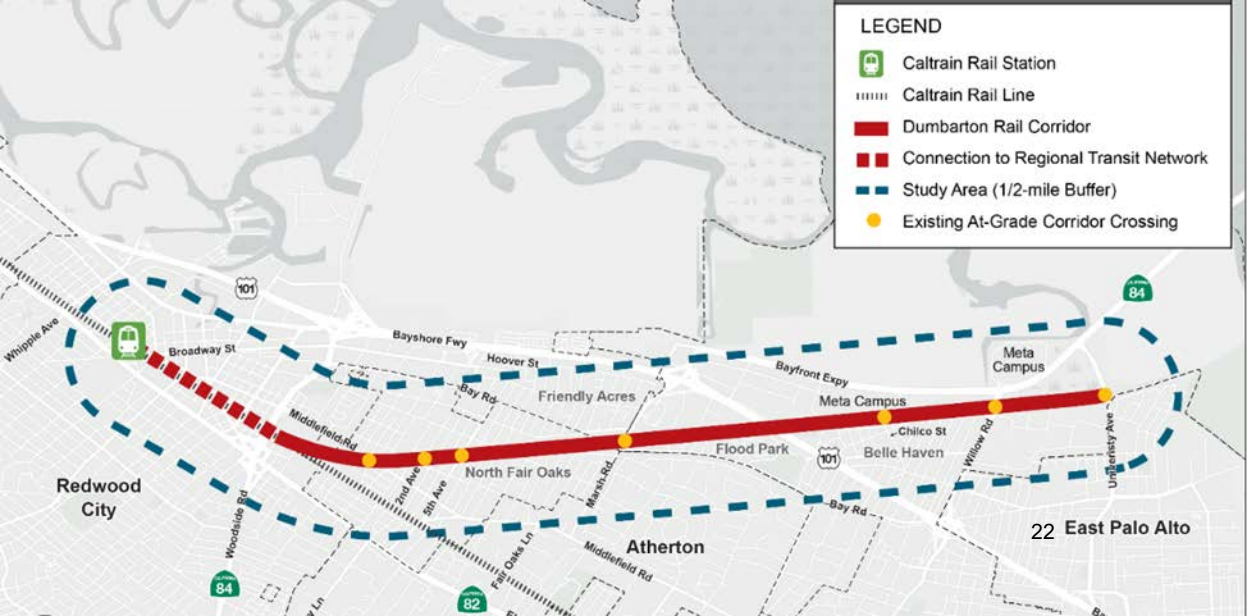 LEGEND
Caltrain Rail Station
Caltrain Rail Line
Dumbarton Rail Corridor
Connection to Regional Transit Network
Study Area (1/2-mile Buffer)
Existing At-Grade Corridor Crossing
84
101
Whipple Ave
Broadway St
Bayshore Fwy
Hoover St
Bay Rd
Friendly Acres
Bayfront Expy
Meta
Campus
Meta Campus
Chilco St
Middlefield Rd
2nd Ave
5th Ave
North Fair Oaks
Marsh Rd
Flood Park
101
Belle Haven
Willow Rd
Univeristy Ave
Redwood
City
Woodside Rd
Bay Rd
Fair Oaks Ln
Middlefield Rd
Atherton
22
East Palo Alto
84
82